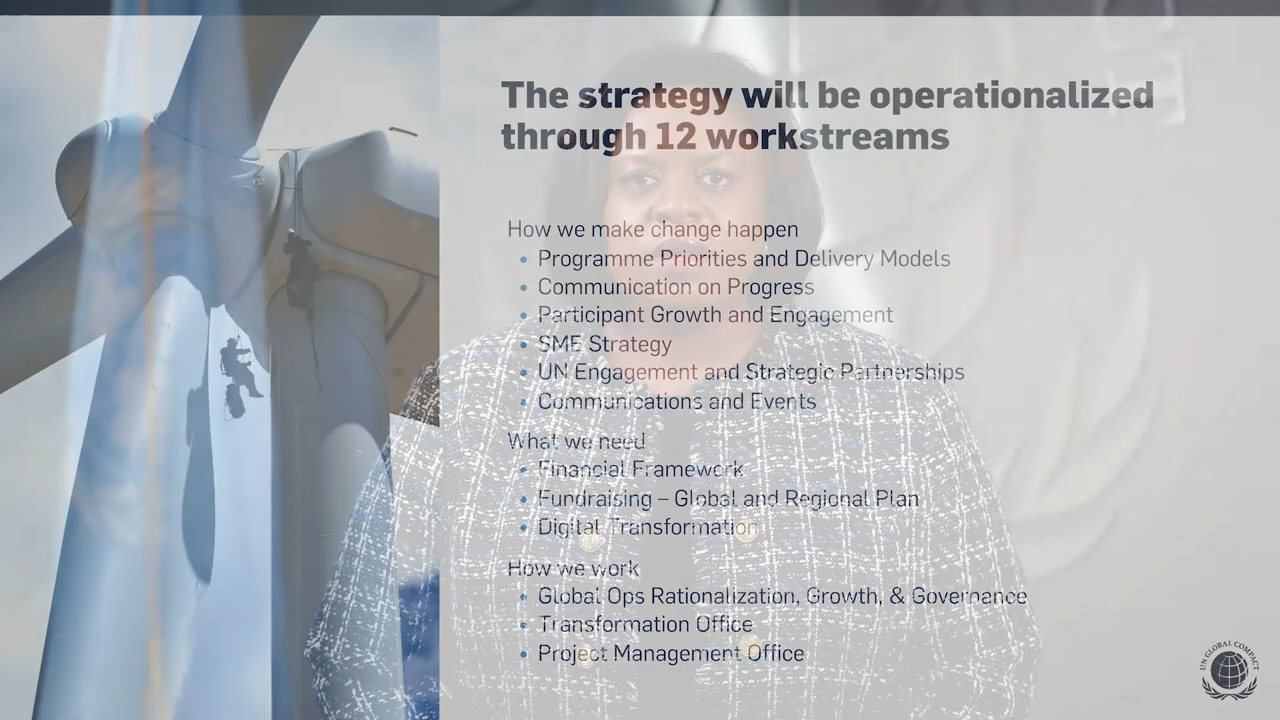 The strategy will be operationalized
through 12 workstreams
How we make change happen
• Programme Priorities and Delivery Models
• Communication on Progress
• Participant Growth and Engagement
• SME Strategy
• UN Engagement and Strategic Partnerships
• Communications and Events
What we need
• Financial Framework
• Fundraising – Global and Regional Plan
• Digital Transformation
How we work
• Global Ops Rationalization, Growth, & Governance
• Transformation Office
• Project Management Office
UN GLOBAL COMPACT